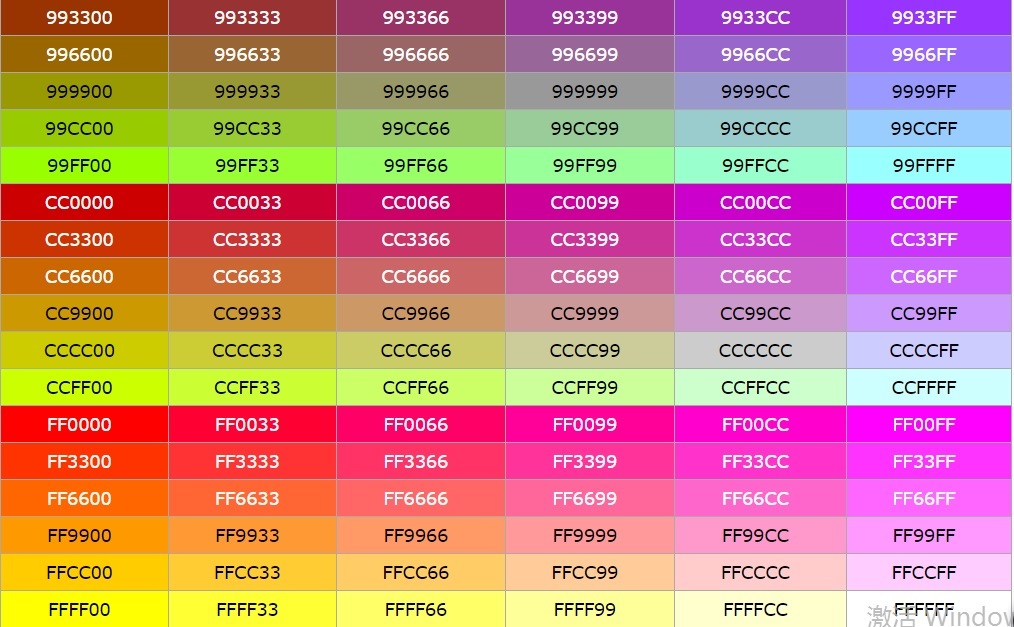 993300 993333 993366 993399 9933CC 9933FF
996600 996633 996666 996699 9966CC 9966FF
999900 999933 999966 999999 9999CC 9999FF
99CC00 99CC33 99CC66 99CC99 99CCCC 99CCFF
99FF00 99FF33 99FF66 99FF99 99FFCC 99FFFF
CC0000 CC0033 CC0066 CC0099 CC00CC CC00FF
CC3300 CC3333 CC3366 CC3399 CC33CC CC33FF
CC6600 CC6633 CC6666 CC6699 CC66CC CC66FF
CC9900 CC9933 CC9966 CC9999 CC99CC CC99FF
CCCC00 CCCC33 CCCC66 CCCC99 CCCCCC CCCCFF
CCFF00 CCFF33 CCFF66 CCFF99 CCFFCC CCFFFF
FF0000 FF0033 FF0066 FF0099 FF00CC FF00FF
FF3300 FF3333 FF3366 FF3399 FF33CC FF33FF
FF6600 FF6633 FF6666 FF6699 FF66CC FF66FF
FF9900 FF9933 FF9966 FF9999 FF99CC FF99FF
FFCC00 FFCC33 FFCC66 FFCC99 FFCCCC FFCCFF
FFFF00 FFFF33 FFFF66 FFFF99 FFFFCC FFFFFF
激活 Window